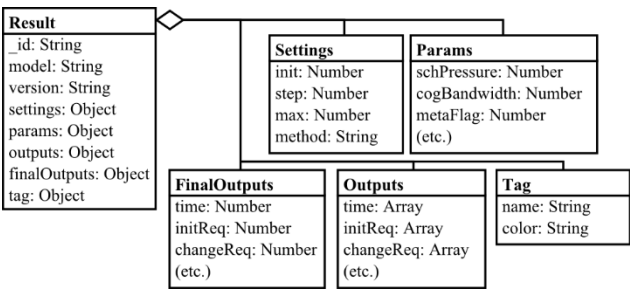 Result
_id: String
model: String
version: String
settings: Object
params: Object
outputs: Object
finalOutputs: Object
tag: Object
Settings
init: Number
step: Number
max: Number
method: String
Params
schPressure: Number
cogBandwidth: Number
metaFlag: Number
(etc.)
FinalOutputs
time: Number
initReq: Number
changeReq: Number
(etc.)
Outputs
time: Array
initReq: Array
changeReq: Array
(etc.)
Tag
name: String
color: String